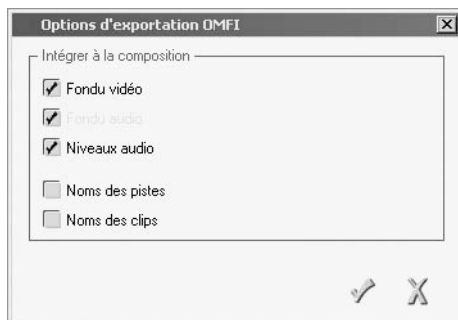 Options d'exportation OMFI
Intégrer à la composition
Fondu vidéo
Fondu audio
Niveaux audio
Noms des pistes
Noms des clips